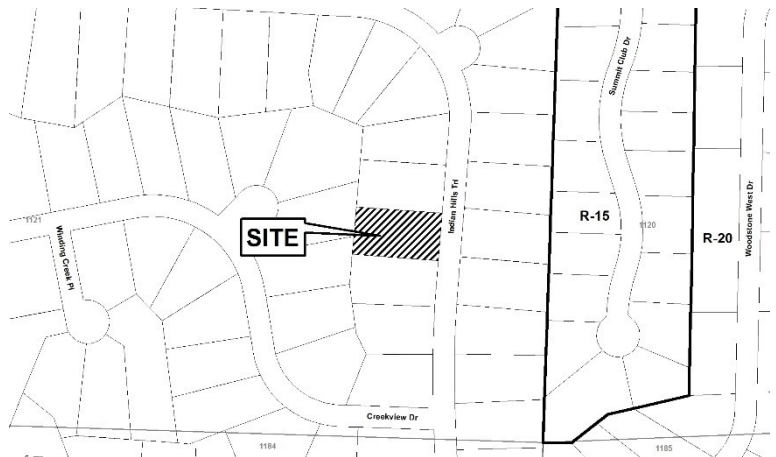 Summit Club Dr
1121
Winding Creek Pl
SITE
Indian Hills Trl
R-15
1120
R-20
Woodstone West Dr
Creekview Dr
1184
1185